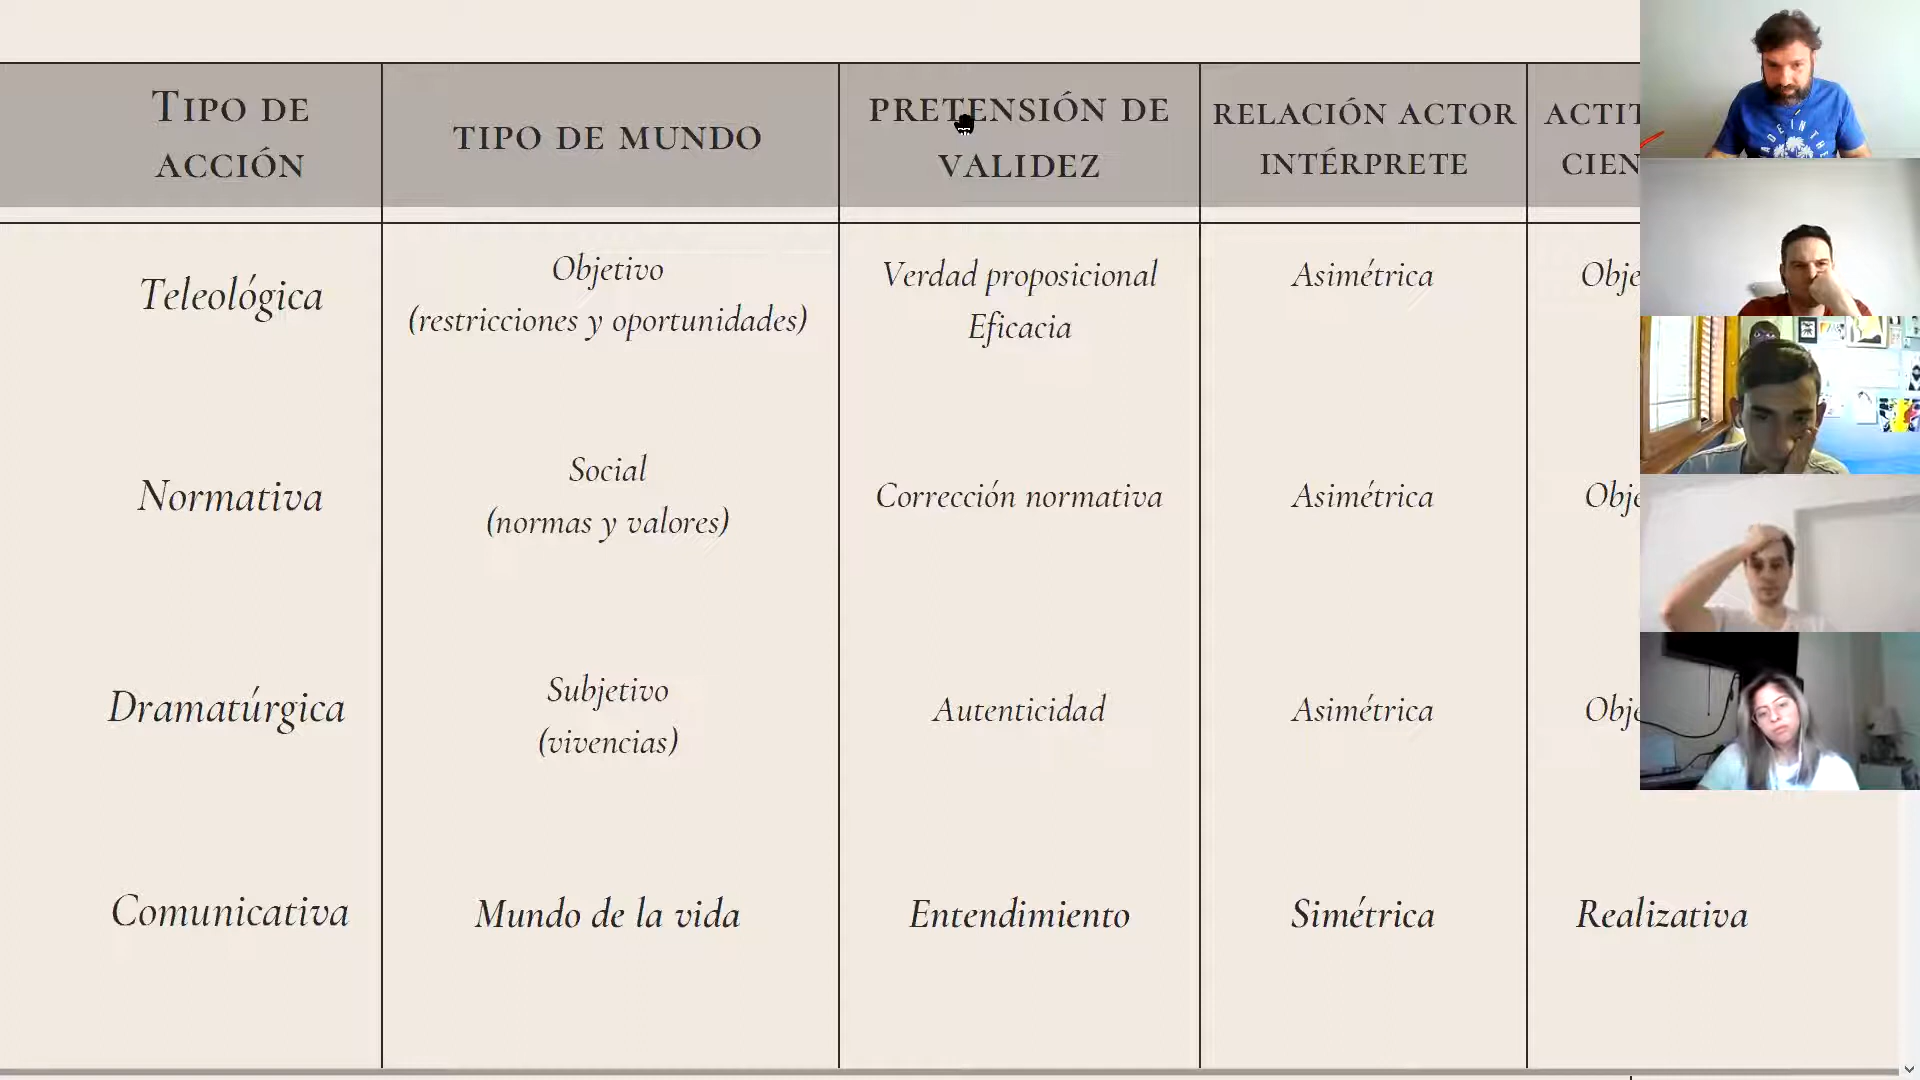 TIPO DE
ACCIÓN
TIPO DE MUNDO
PRETENSIÓN DE
VALIDEZ
RELACIÓN ACTOR
INTÉRPRETE
Teleológica
Objetivo
(restricciones y oportunidades)
Verdad proposicional
Eficacia
Asimétrica
Normativa
Social
(normas y valores)
Corrección normativa
Asimétrica
Dramatúrgica
Subjetivo
(vivencias)
Autenticidad
Asimétrica
Comunicativa
Mundo de la vida
Entendimiento
Simétrica
Realizativa